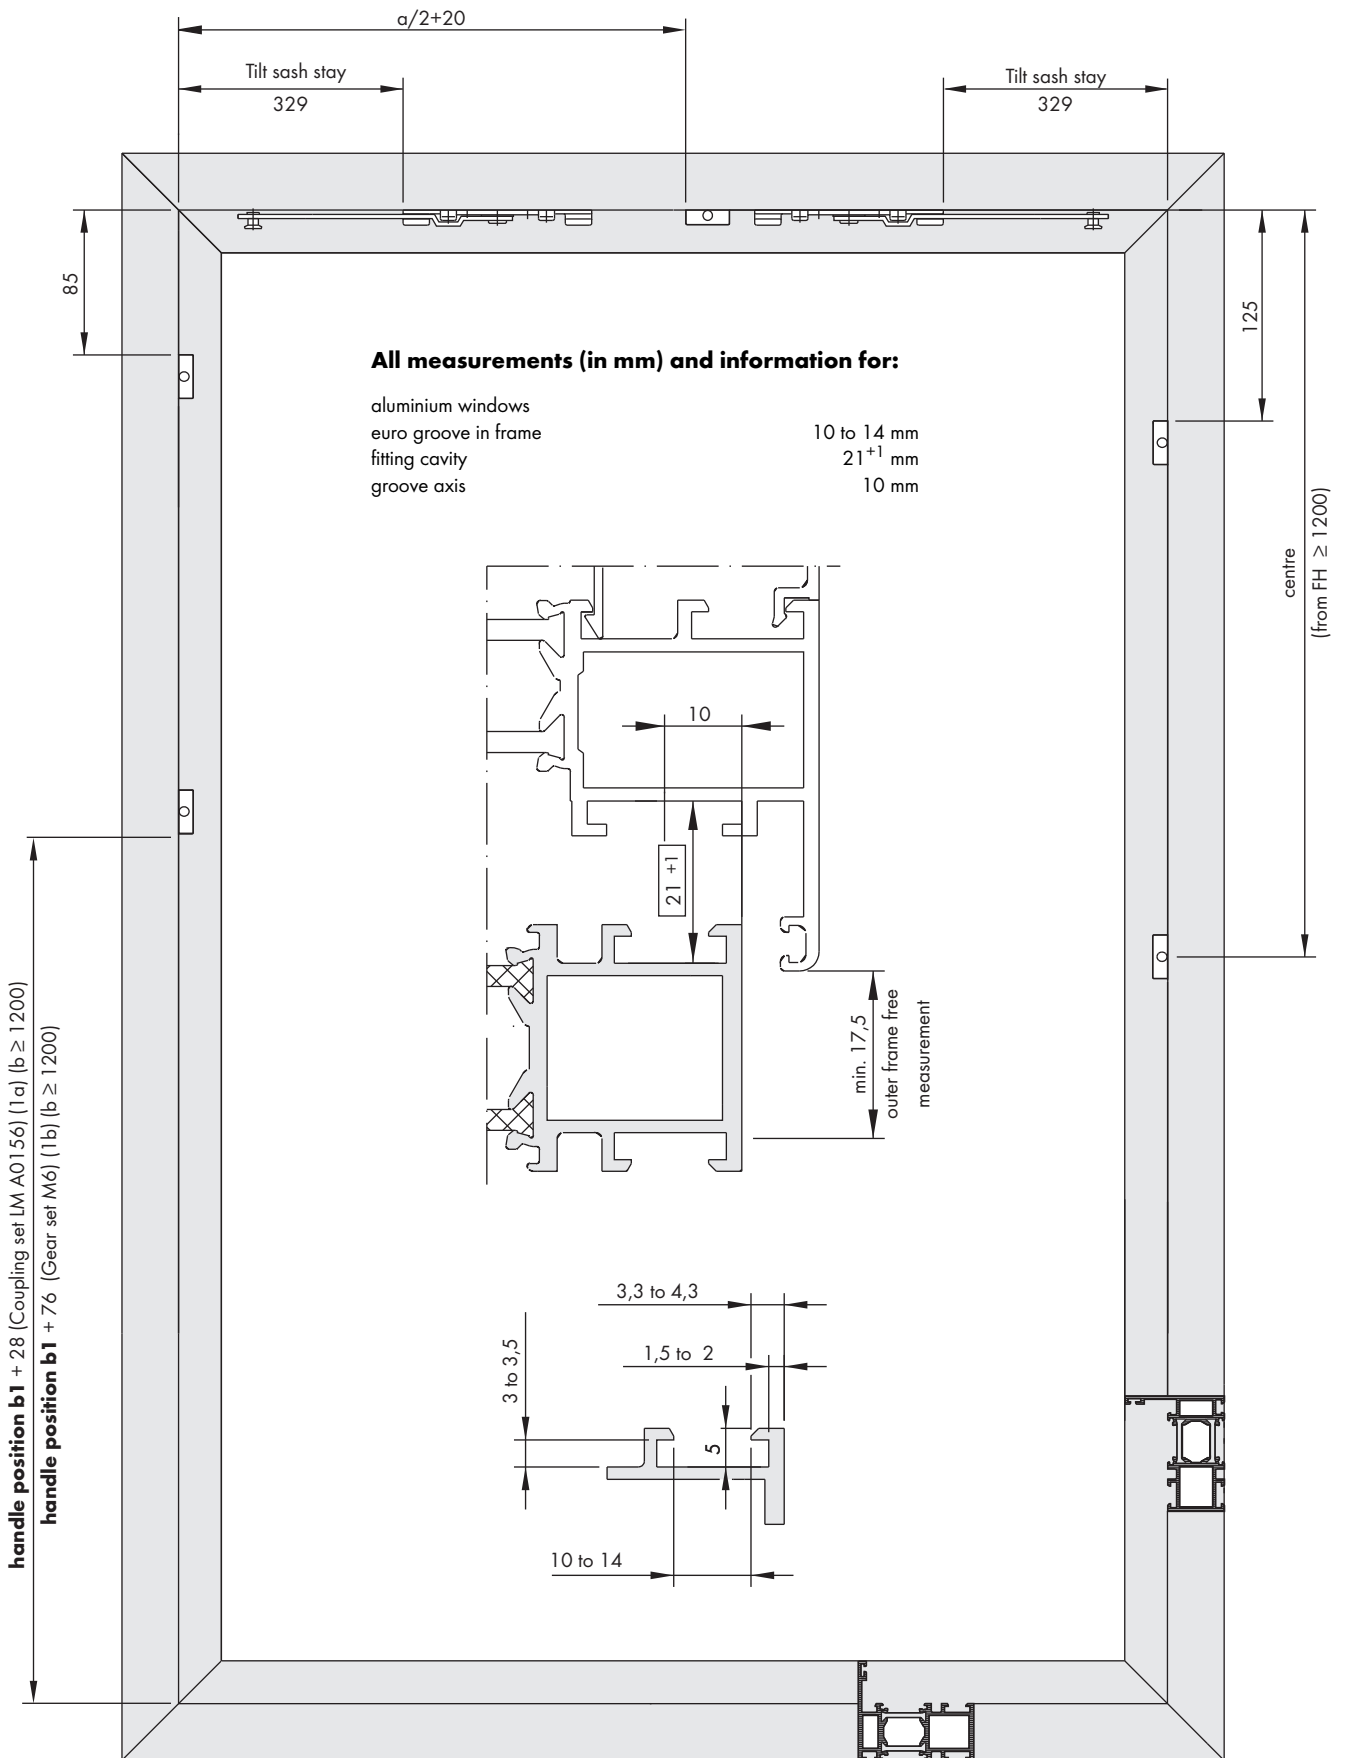 a/2+20
Tilt sash stay
329
Tilt sash stay
329
85
125
centre
(from FH ≥ 1200)
All measurements (in mm) and information for:
aluminium windows
euro groove in frame 10 to 14 mm
fitting cavity 21+1 mm
groove axis 10 mm
10
21 +1
min. 17,5
outer frame free
measurement
handle position b1 + 28 (Coupling set LM A0156) (1a) (b ≥ 1200)
handle position b1 + 76 (Gear set M6) (1b) (b ≥ 1200)
3,3 to 4,3
1,5 to 2
3 to 3,5
5
10 to 14